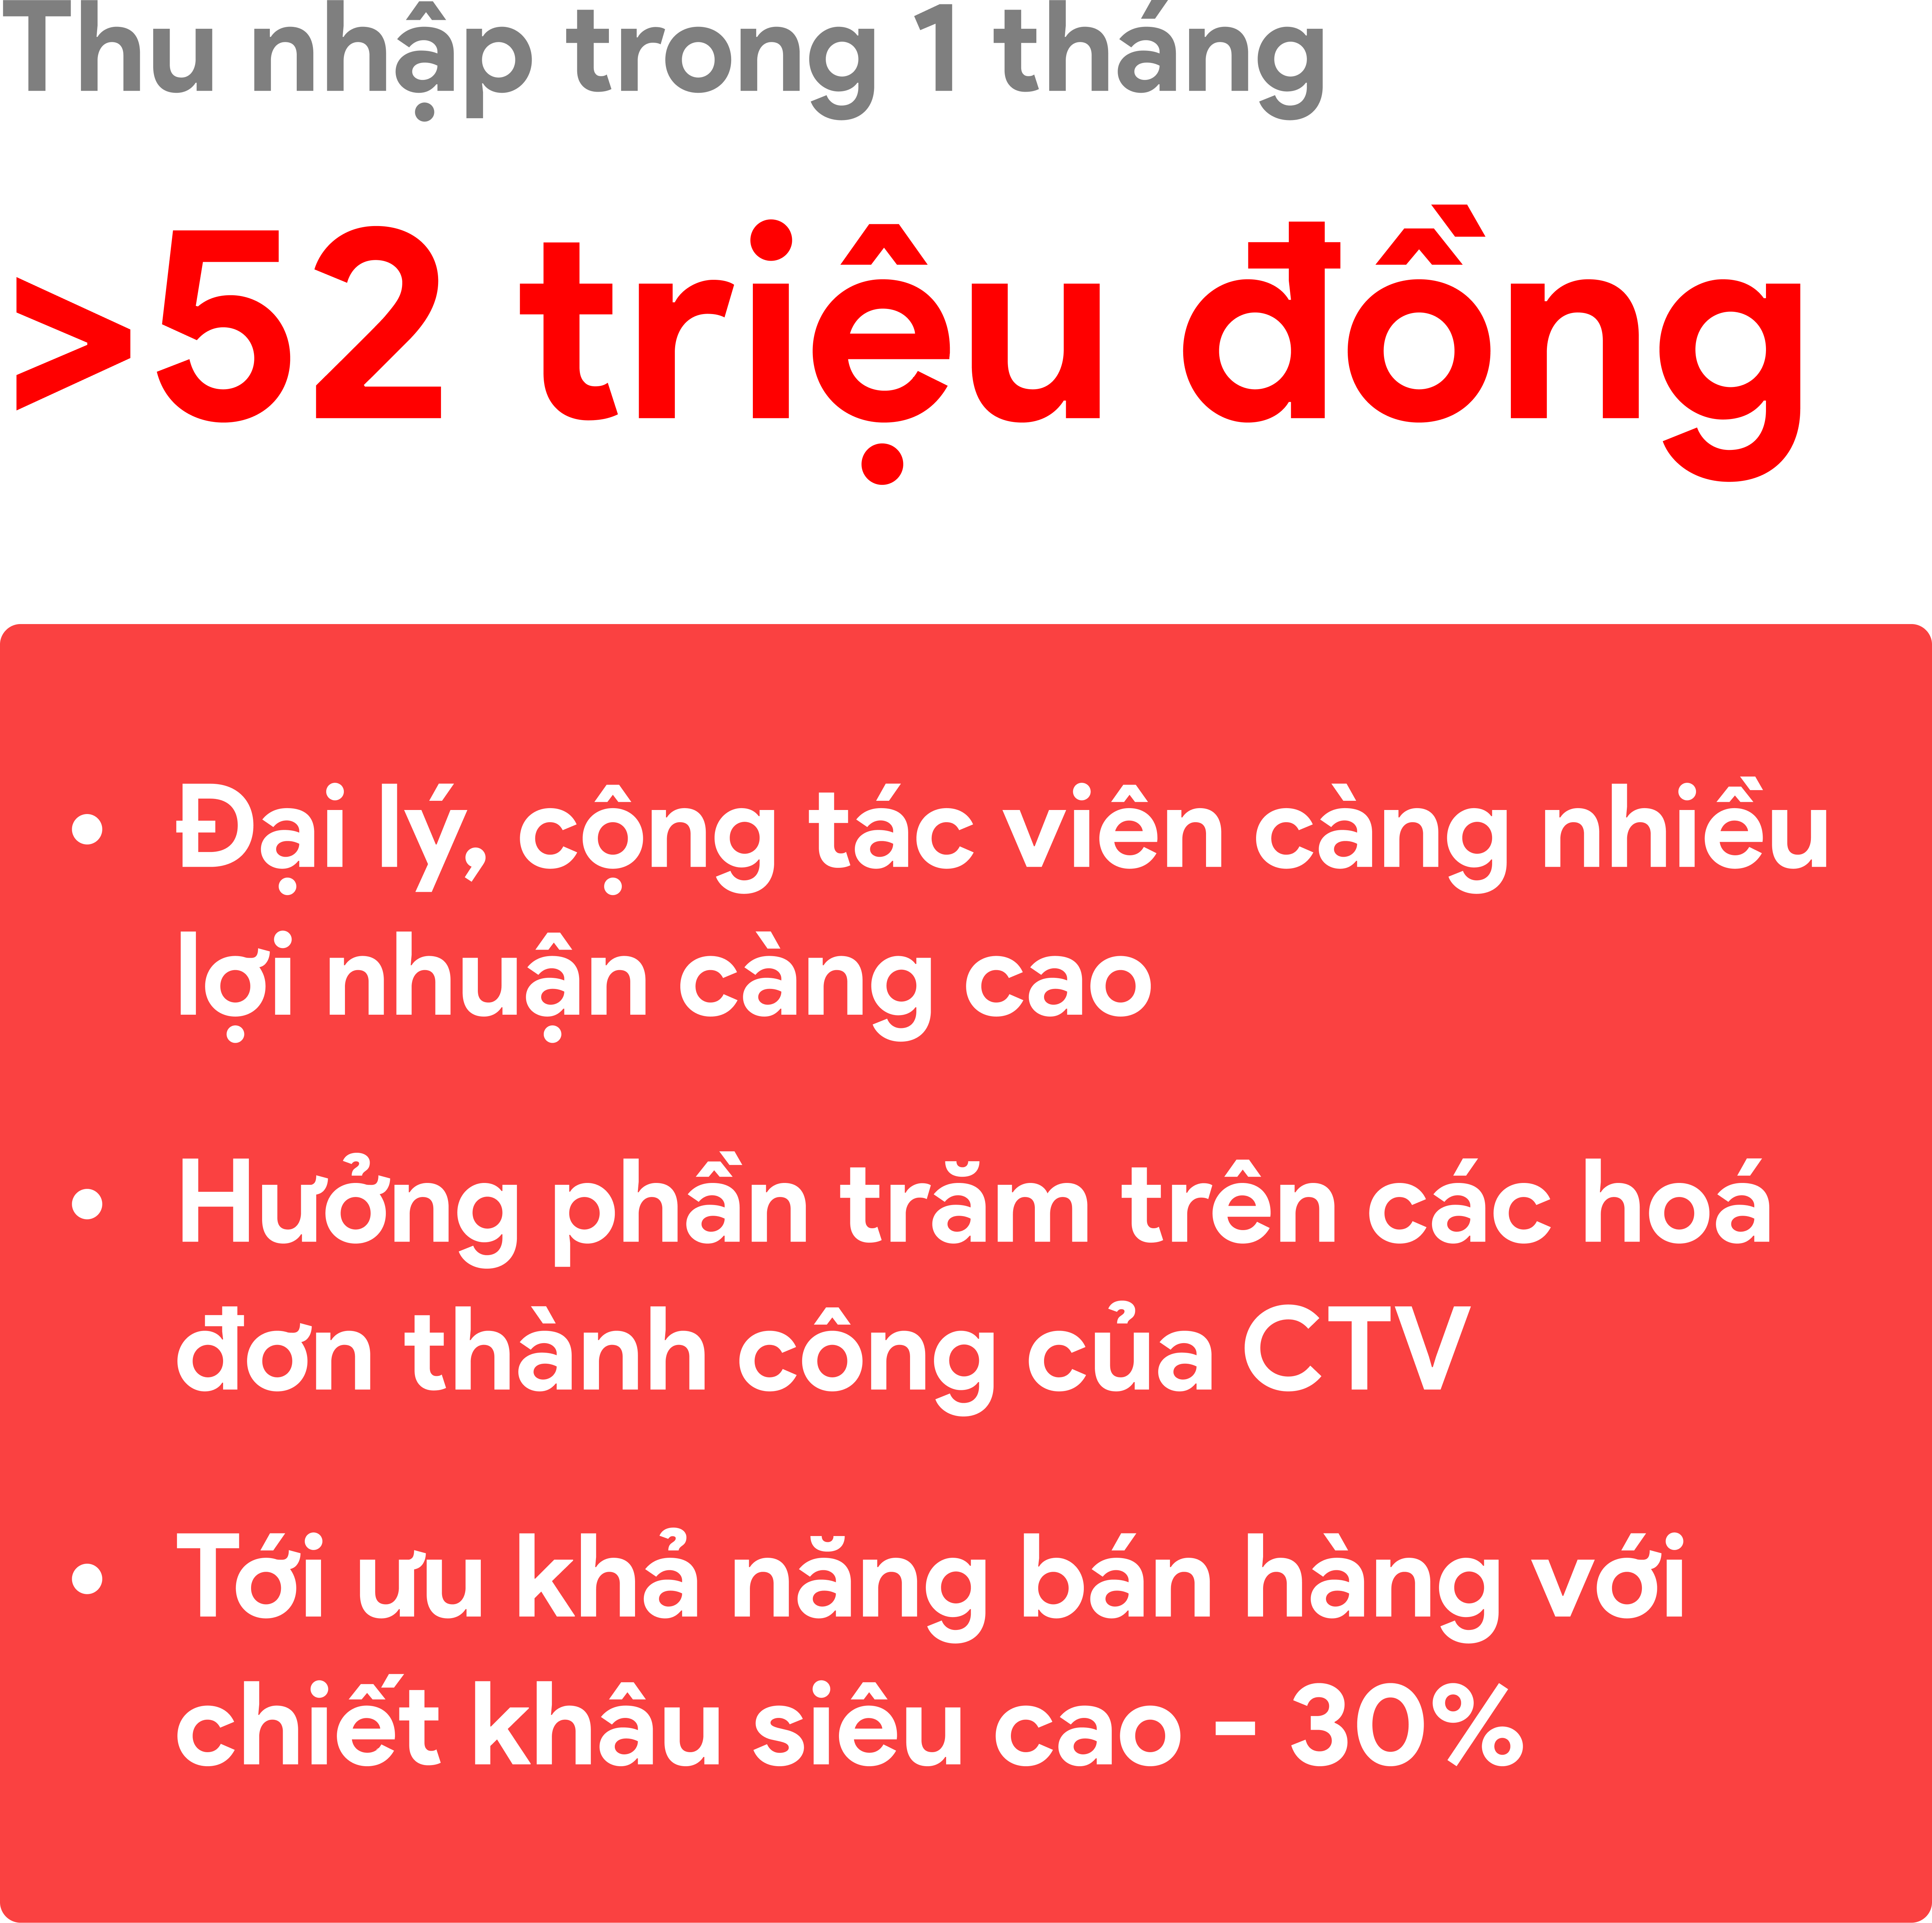 Thu nhập trong 1 tháng
>52 triệu đồng
• Đại lý, cộng tác viên càng nhiều
lợi nhuận càng cao
• Hưởng phần trăm trên các hoá
đơn thành công của CTV
• Tới ưu khả năng bán hàng với
chiết khấu siêu cao - 30%